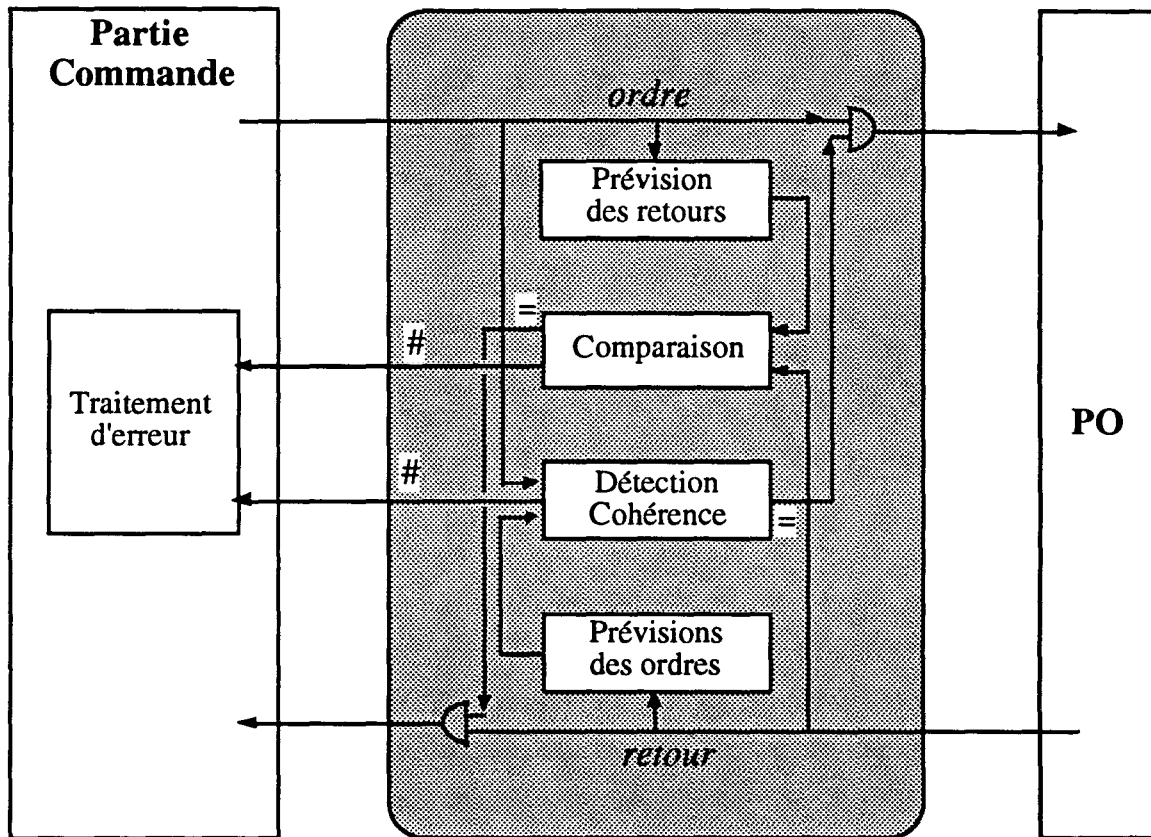 Partie
Commande
ordre
Prévision
des retours
=
#
Comparaison
Traitement
d'erreur
PO
#
Détection
Cohérence
=
Prévisions
des ordres
retour